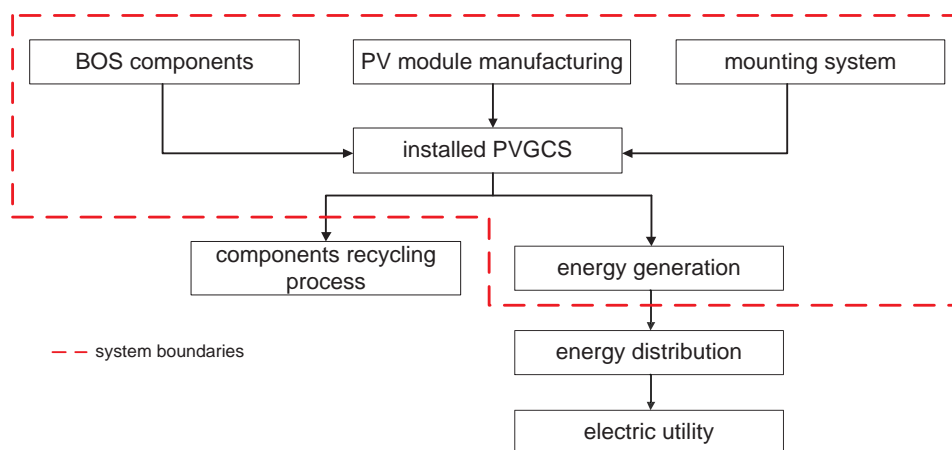 BOS components
PV module manufacturing
mounting system
installed PVGCS
components recycling
process
energy generation
system boundaries
energy distribution
electric utility